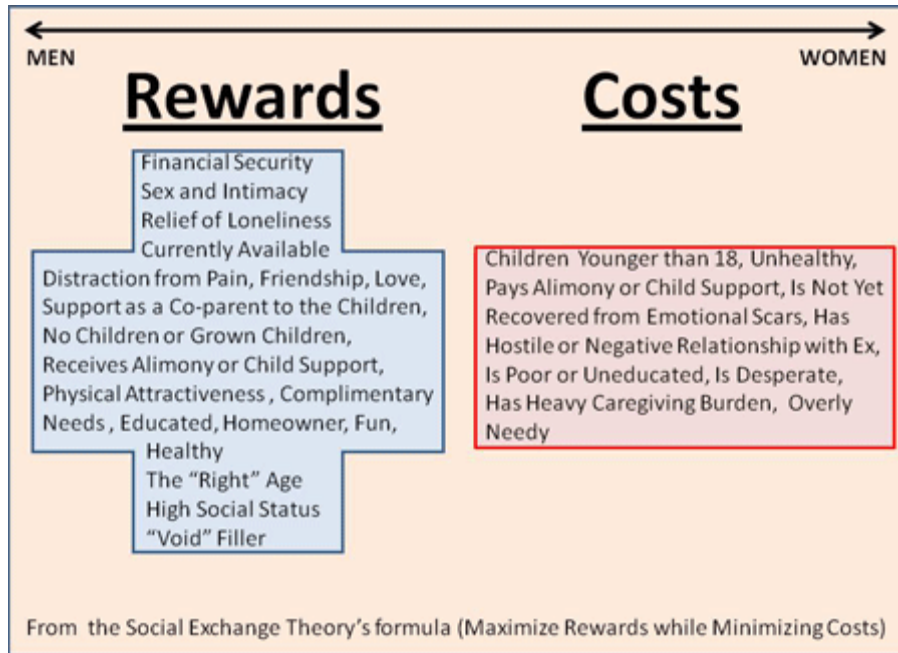 MEN
WOMEN
Rewards
Costs
Financial Security
Sex and Intimacy
Relief of Loneliness
Currently Available
Distraction from Pain, Friendship, Love,
Support as a Co-parent to the Children,
No Children or Grown Children,
Receives Alimony or Child Support,
Physical Attractiveness , Complimentary
Needs , Educated, Homeowner, Fun,
Healthy
The “Right” Age
High Social Status
“Void” Filler
Children Younger than 18, Unhealthy,
Pays Alimony or Child Support, Is Not Yet
Recovered from Emotional Scars, Has
Hostile or Negative Relationship with Ex,
Is Poor or Uneducated, Is Desperate,
Has Heavy Caregiving Burden, Overly
Needy
From the Social Exchange Theory’s formula (Maximize Rewards while Minimizing Costs)